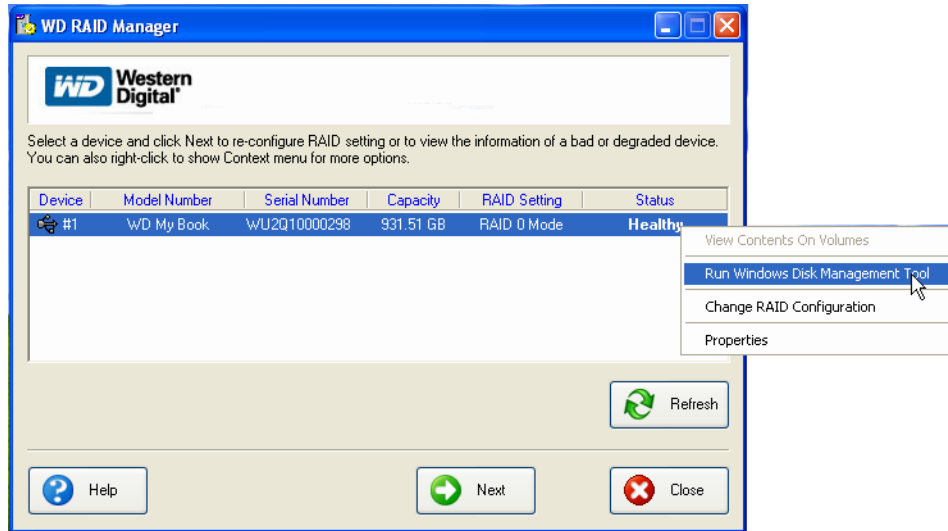 WD RAID Manager
WD Western
Digital
Select a device and click Next to re-configure RAID setting or to view the information of a bad or degraded device.
You can also right-click to show Context menu for more options.
Device Model Number Serial Number Capacity RAID Setting Status
#1 WD My Book WU2Q10000298 931.51 GB RAID 0 Mode Healthy
View Contents On Volumes
Run Windows Disk Management Tool
Change RAID Configuration
Properties
Refresh
Help Next Close